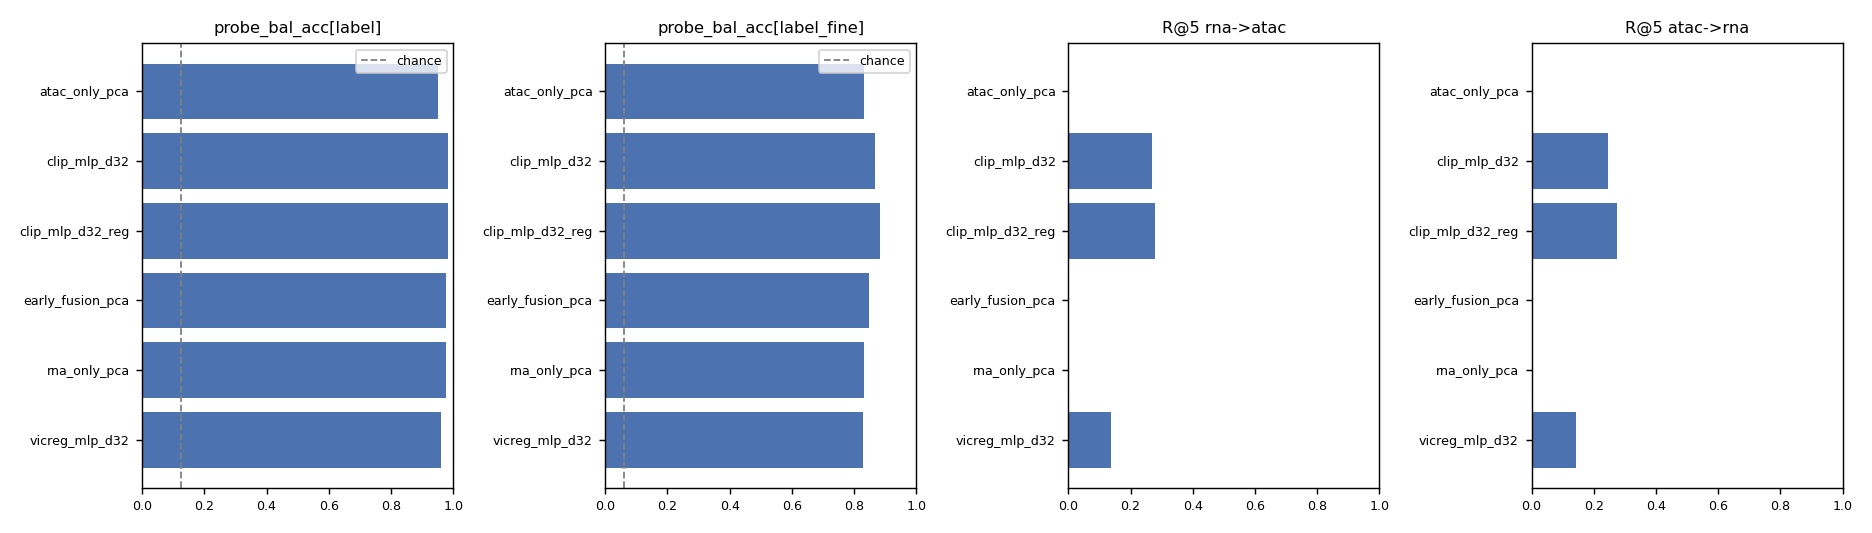 probe_bal_acc[label]
chance
atac_only_pca
clip_mlp_d32
clip_mlp_d32_reg
early_fusion_pca
rna_only_pca
vicreg_mlp_d32
0.0 0.2 0.4 0.6 0.8 1.0
probe_bal_acc[label_fine]
chance
atac_only_pca
clip_mlp_d32
clip_mlp_d32_reg
early_fusion_pca
rna_only_pca
vicreg_mlp_d32
0.0 0.2 0.4 0.6 0.8 1.0
R@5 rna->atac
atac_only_pca
clip_mlp_d32
clip_mlp_d32_reg
early_fusion_pca
rna_only_pca
vicreg_mlp_d32
0.0 0.2 0.4 0.6 0.8 1.0
R@5 atac->rna
atac_only_pca
clip_mlp_d32
clip_mlp_d32_reg
early_fusion_pca
rna_only_pca
vicreg_mlp_d32
0.0 0.2 0.4 0.6 0.8 1.0